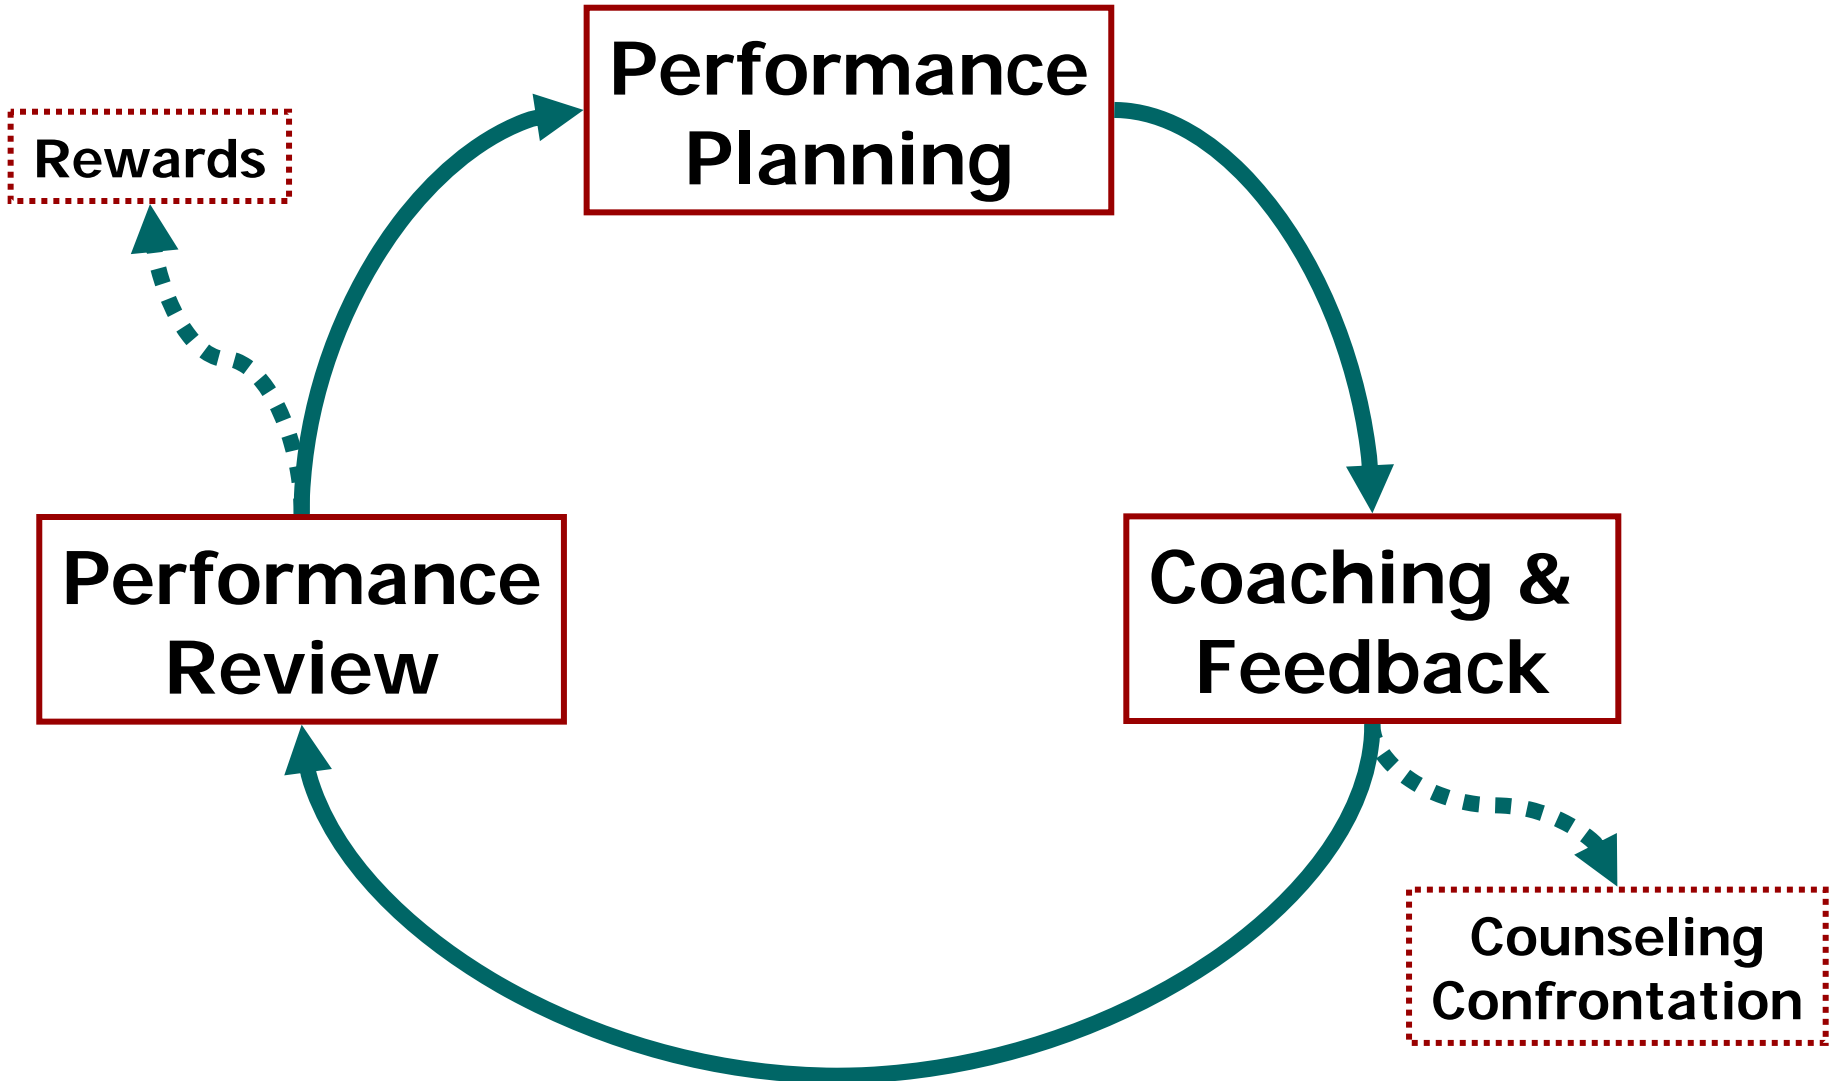 Performance
Planning
Rewards
Performance
Review
Coaching &
Feedback
Counseling
Confrontation